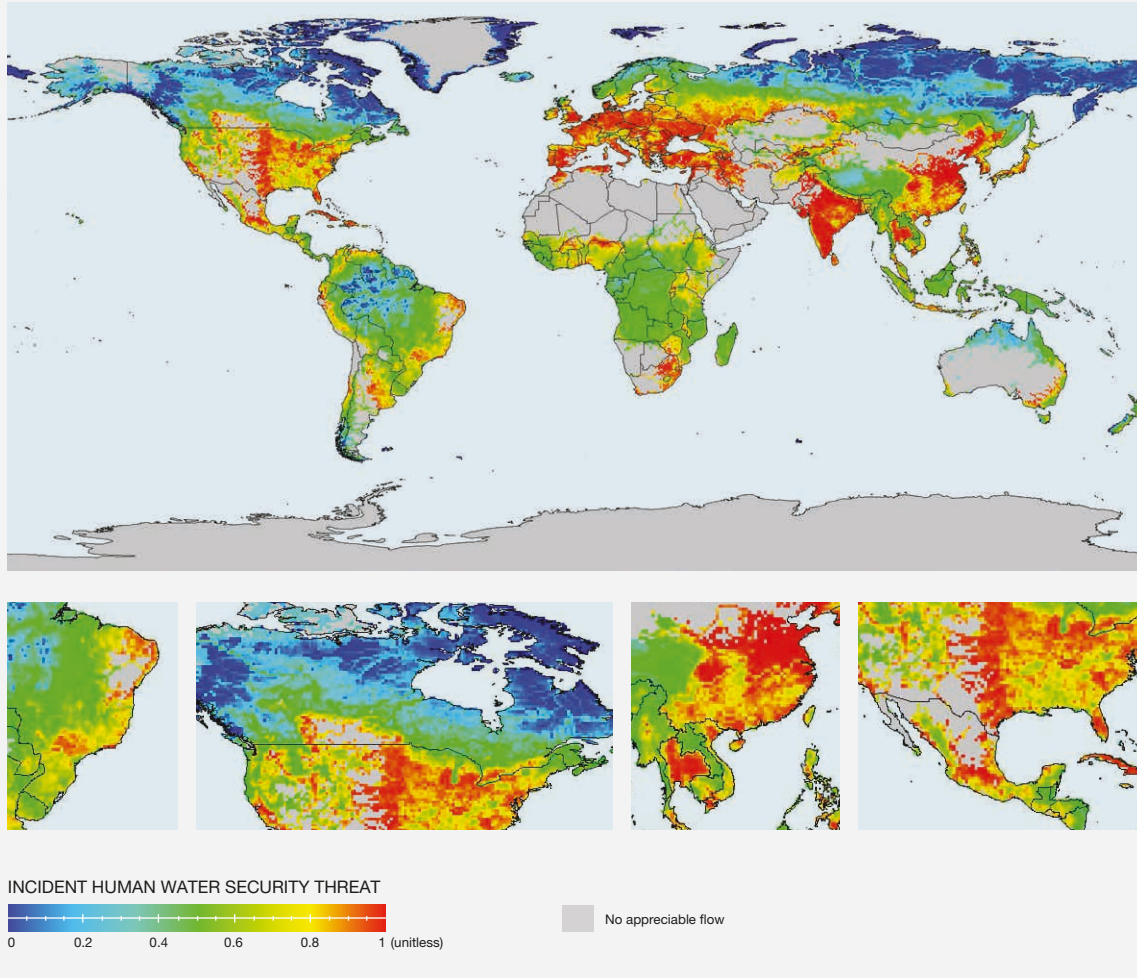 INCIDENT HUMAN WATER SECURITY THREAT
0 0.2 0.4 0.6 0.8 1 (unitless)
No appreciable flow